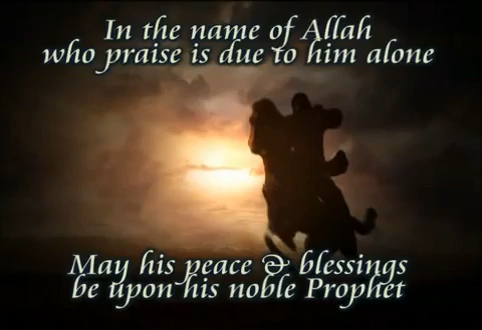 In the name of Allah
who praise is due to him alone
May his peace & blessings
be upon his noble Prophet